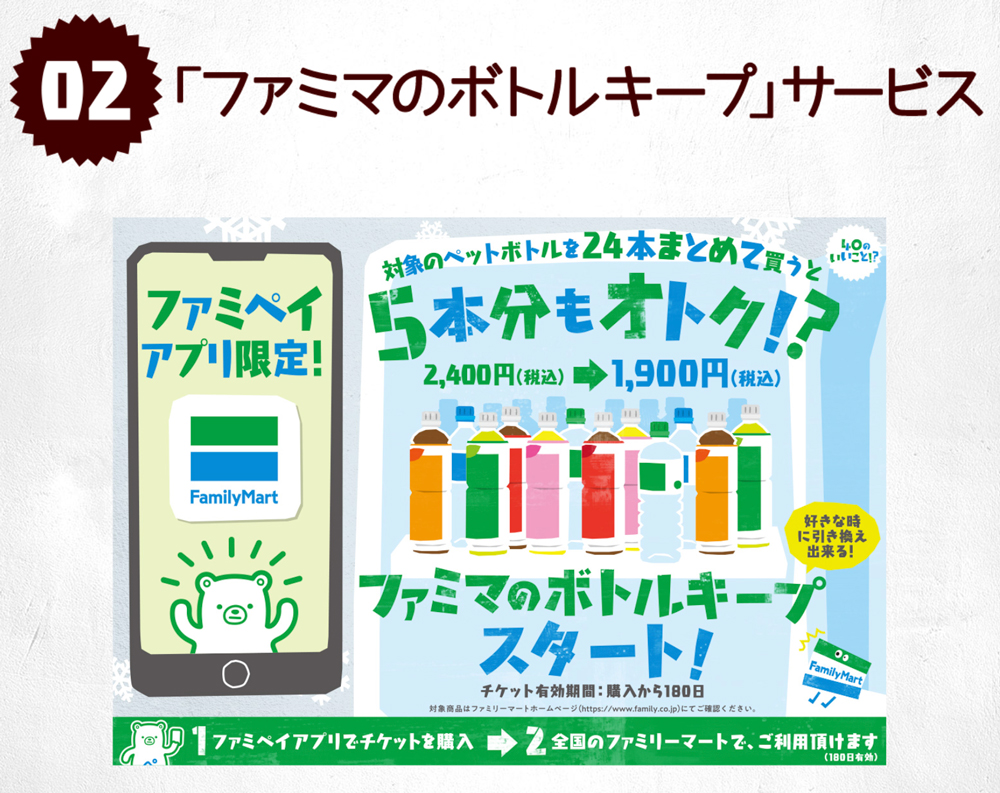 02
「ファミマのボトルキープ」サービス
対象のペットボトルを24本まとめて買うと
40の
いいこと!?
5本分もオトク!?
2,400円(税込)➡1,900円(税込)
ファミペイ
アプリ限定!
FamilyMart
好きな時
に引き換え
出来る!
ファミマのボトルキープ
スタート!
FamilyMart
チケット有効期間:購入から180日
対象商品はファミリーマートホームページ(https://www.family.co.jp)にてご確認ください。
1 ファミペイアプリでチケットを購入 ➡ 2 全国のファミリーマートで、ご利用頂けます
(180日有効)